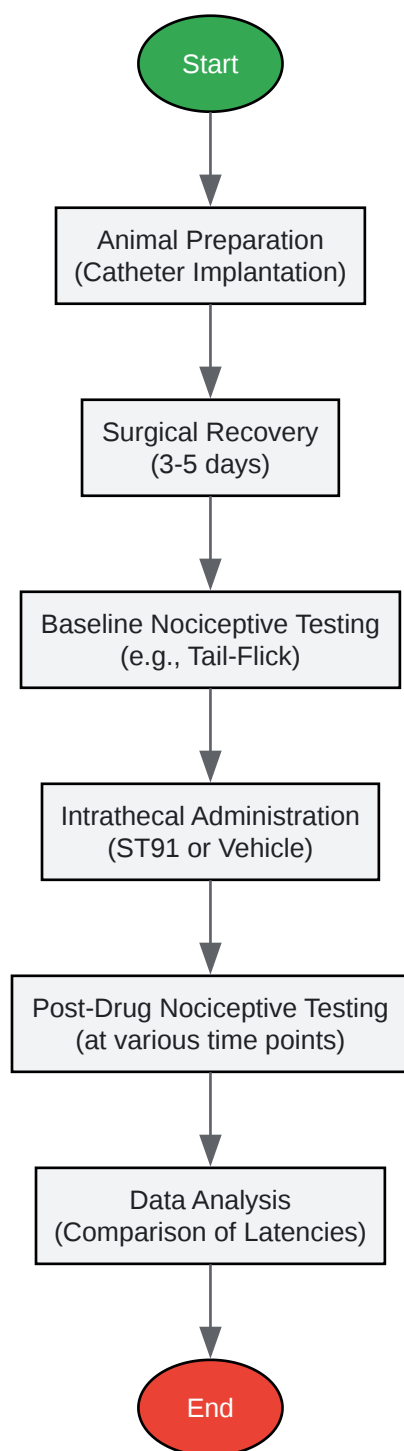 Start
Animal Preparation
(Catheter Implantation)
Surgical Recovery
(3-5 days)
Baseline Nociceptive Testing
(e.g., Tail-Flick)
Intrathecal Administration
(ST91 or Vehicle)
Post-Drug Nociceptive Testing
(at various time points)
Data Analysis
(Comparison of Latencies)
End